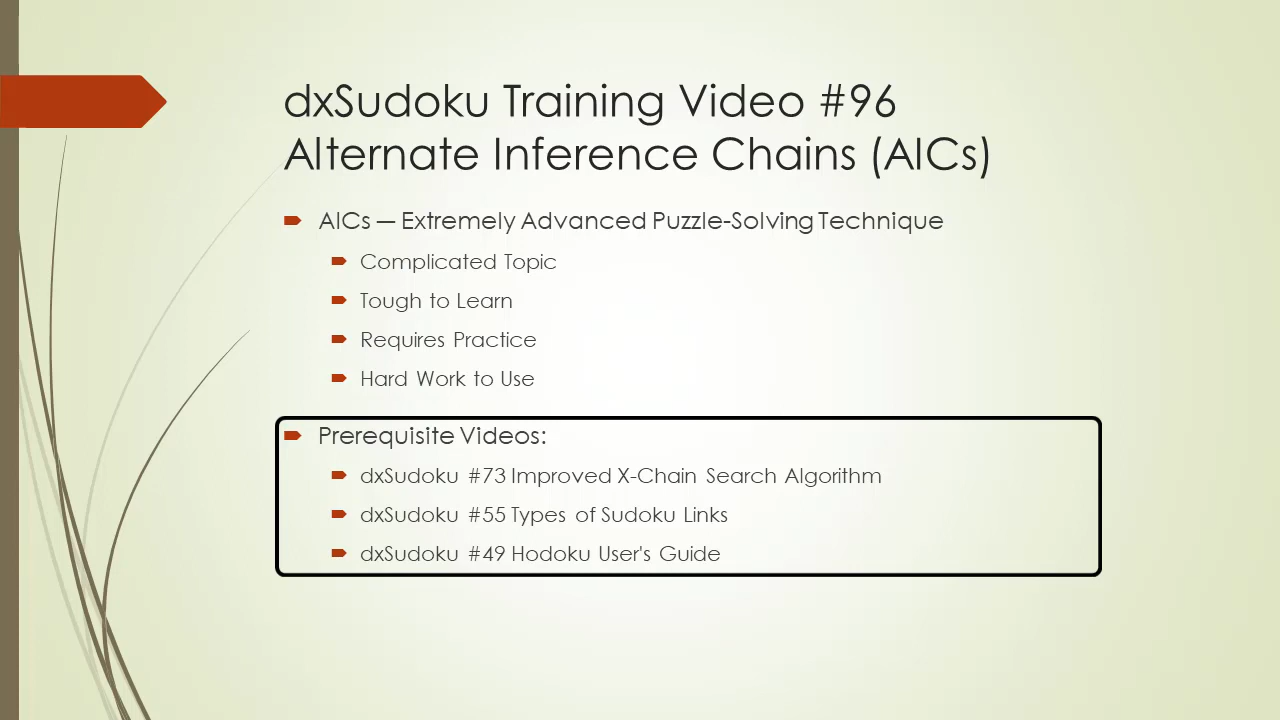 dxSudoku Training Video #96
Alternate Inference Chains (AICs)
AICs — Extremely Advanced Puzzle-Solving Technique
Complicated Topic
Tough to Learn
Requires Practice
Hard Work to Use
Prerequisite Videos:
dxSudoku #73 Improved X-Chain Search Algorithm
dxSudoku #55 Types of Sudoku Links
dxSudoku #49 Hodoku User's Guide